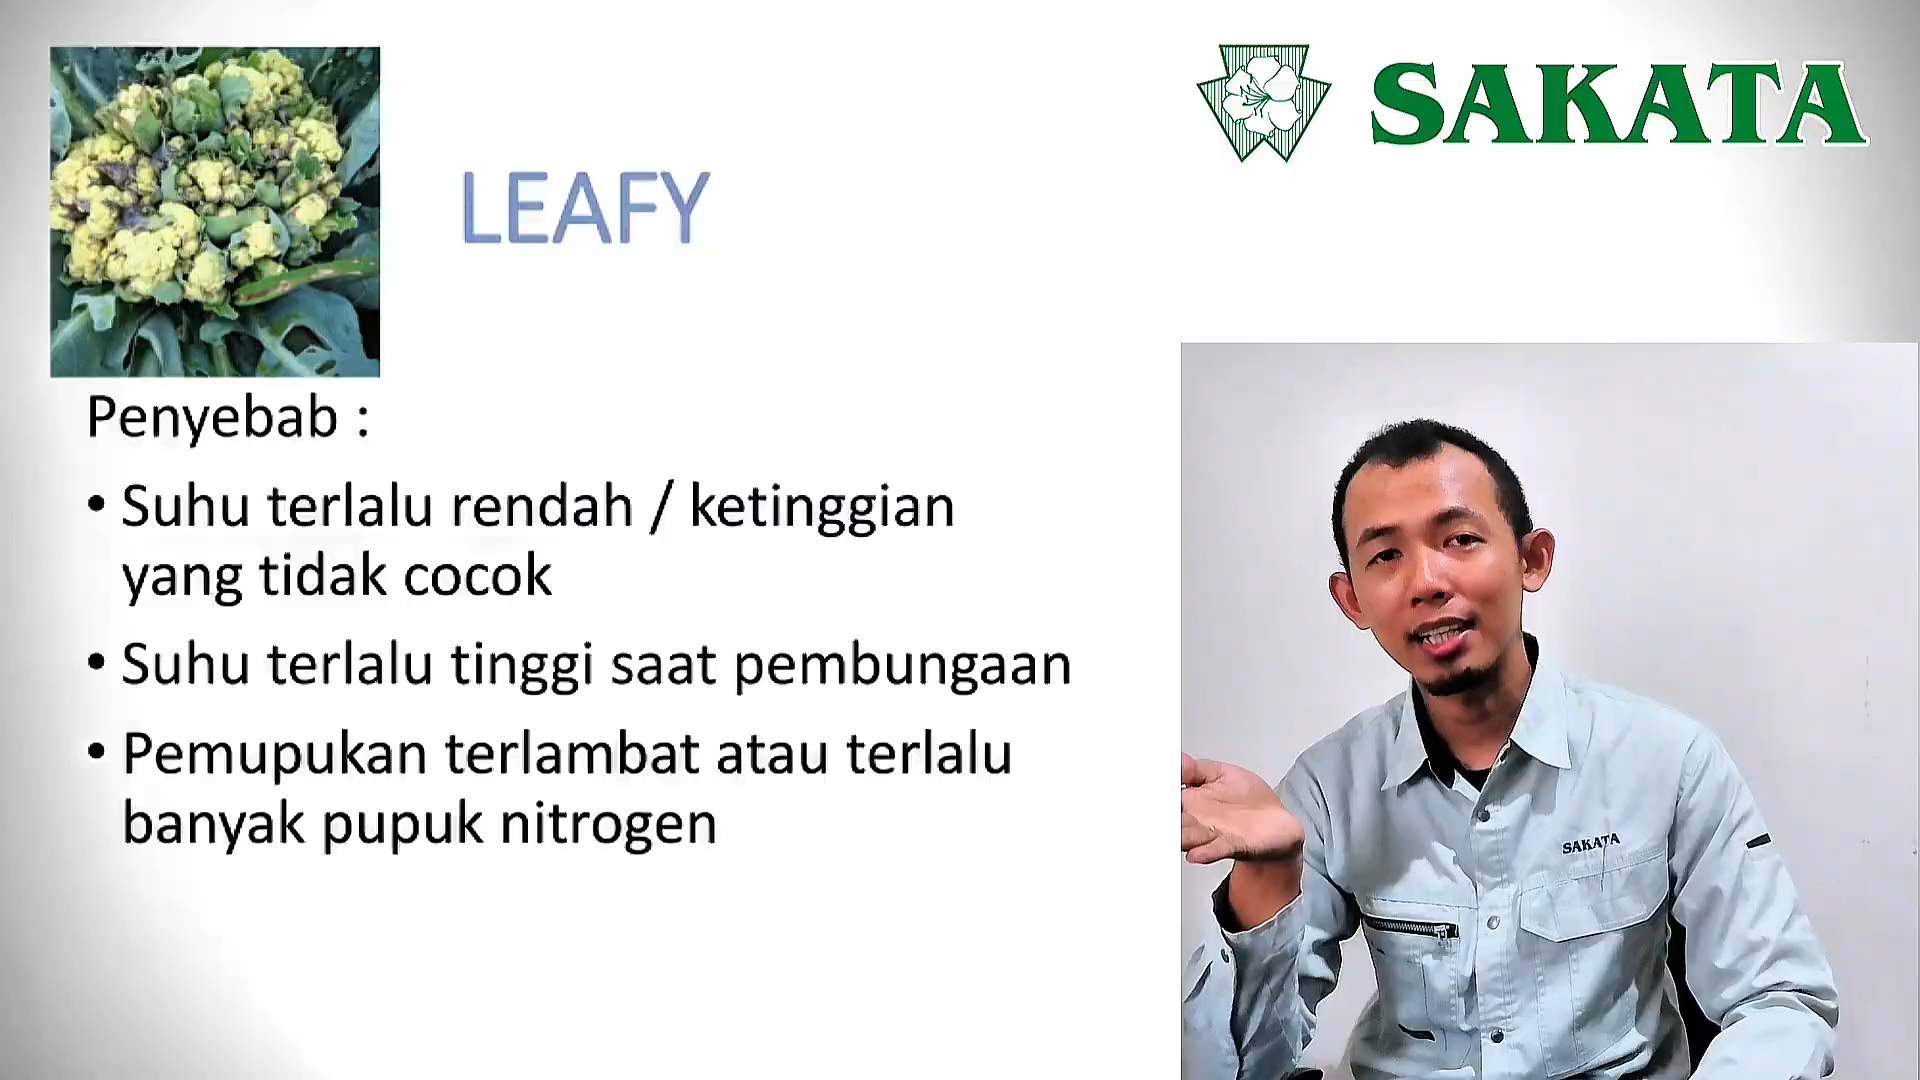 SAKATA
LEAFY
Penyebab :
• Suhu terlalu rendah / ketinggian
yang tidak cocok
• Suhu terlalu tinggi saat pembungaan
• Pemupukan terlambat atau terlalu
banyak pupuk nitrogen
SAKATA